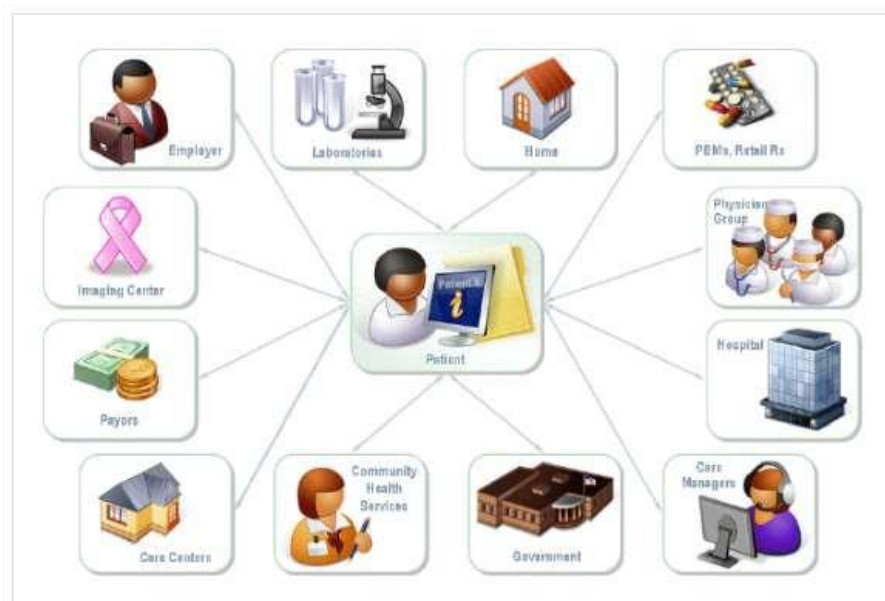 Employer
Laboratories
Home
PBMs, Retail Rx
Imaging Center
Physician
Group
Patient X
i
Patient
Payors
Hospital
Care Centers
Community
Health
Services
Government
Care
Managers